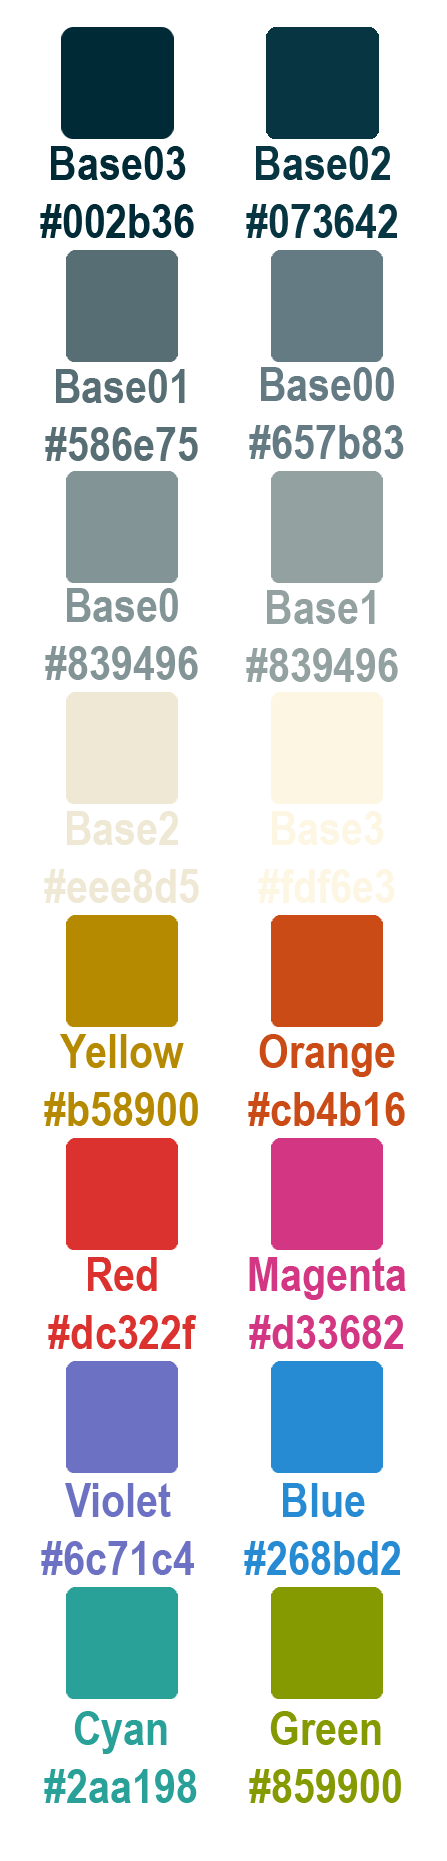 Base03 Base02
#002b36 #073642
Base01 Base00
#586e75 #657b83
Base0 Base1
#839496 #839496
Base2 Base3
#eee8d5 #fdf6e3
Yellow Orange
#b58900 #cb4b16
Red Magenta
#dc322f #d33682
Violet Blue
#6c71c4 #268bd2
Cyan Green
#2aa198 #859900